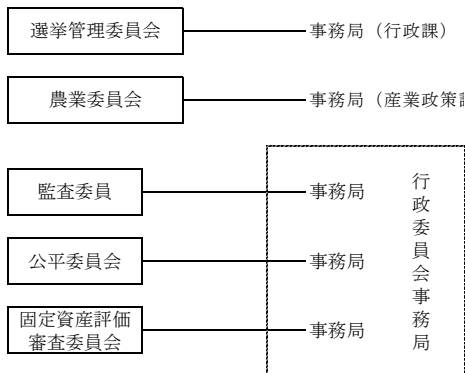 選挙管理委員会 事務局（行政課）
農業委員会 事務局（産業政策
監査委員 事務局
公平委員会 事務局
固定資産評価
審査委員会 事務局
行政委員会事務局